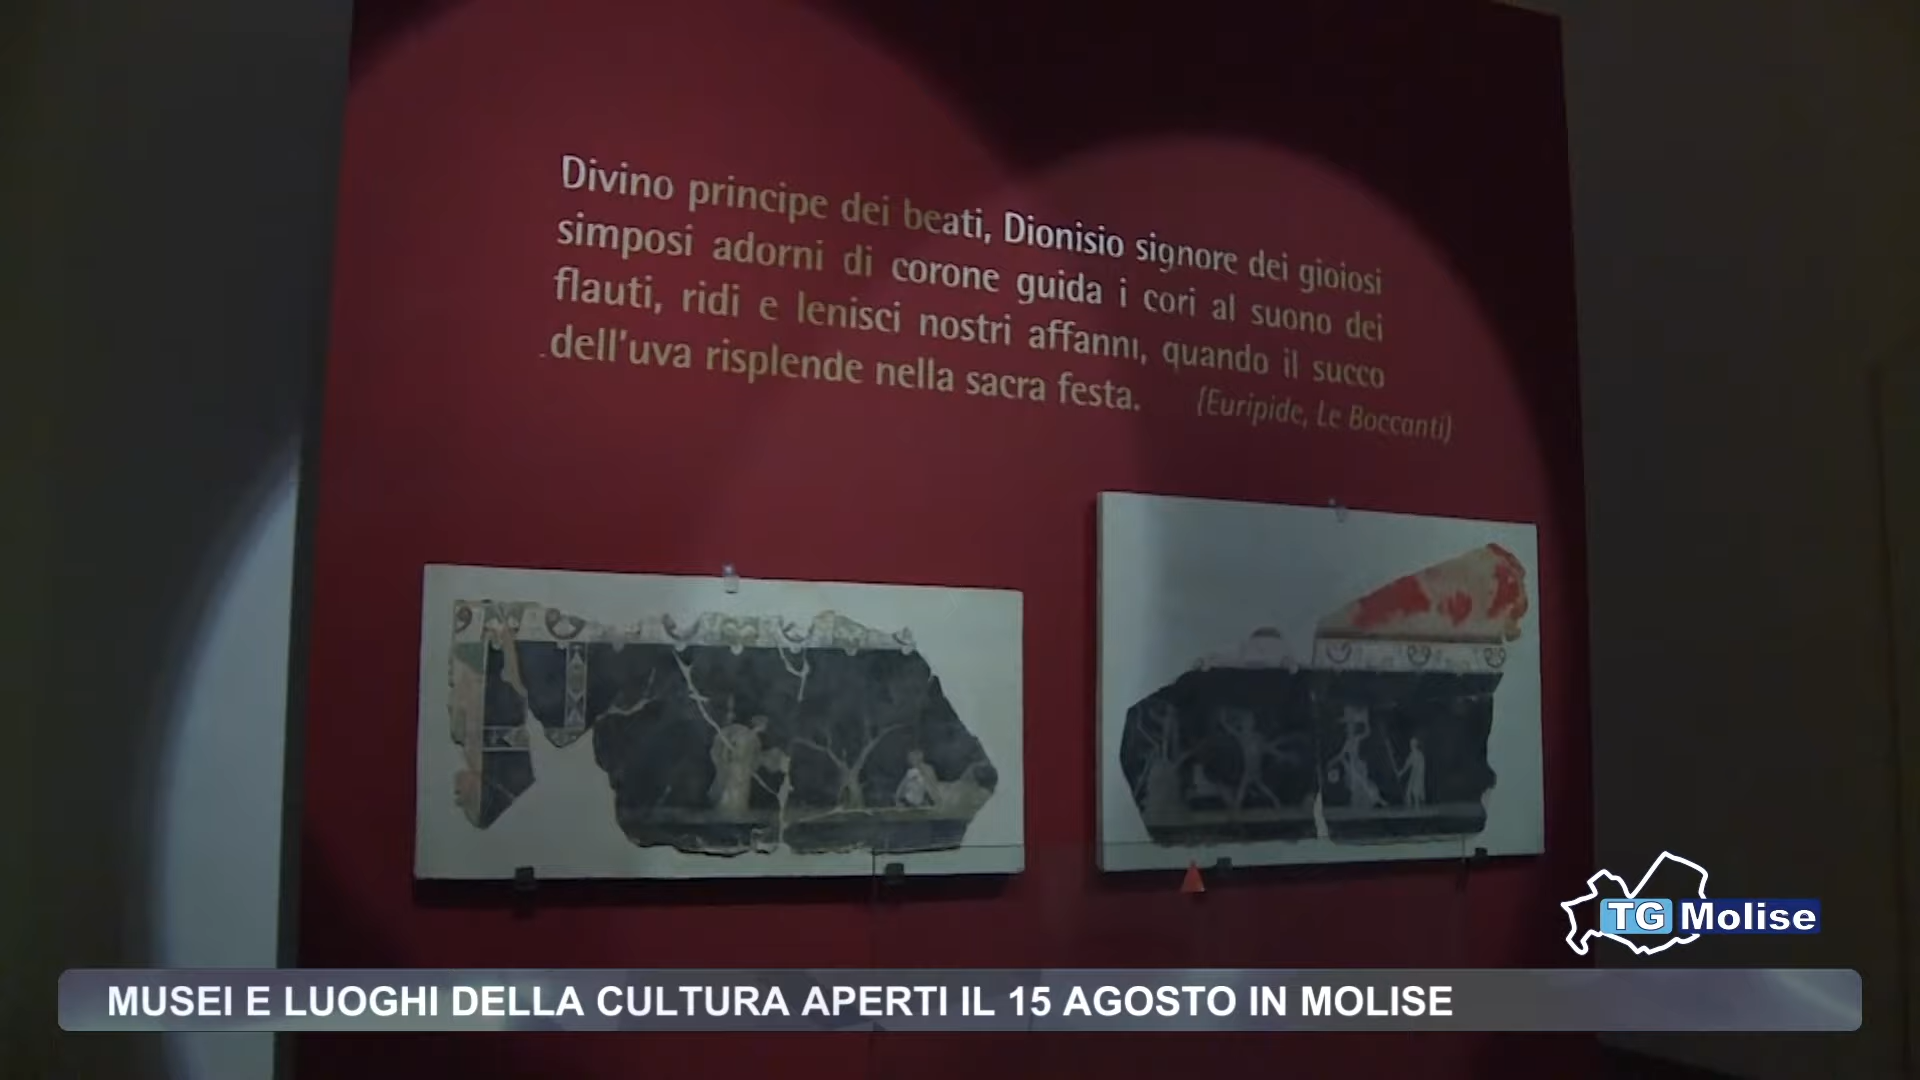 Divino principe dei beati, Dionisio signore dei gioiosi
simposi adorni di corone guida i cori al suono dei
flauti, ridi e lenisci nostri affanni, quando il succo
dell'uva risplende nella sacra festa.
(Euripide, Le Boccanti)
TG Molise
MUSEI E LUOGHI DELLA CULTURA APERTI IL 15 AGOSTO IN MOLISE